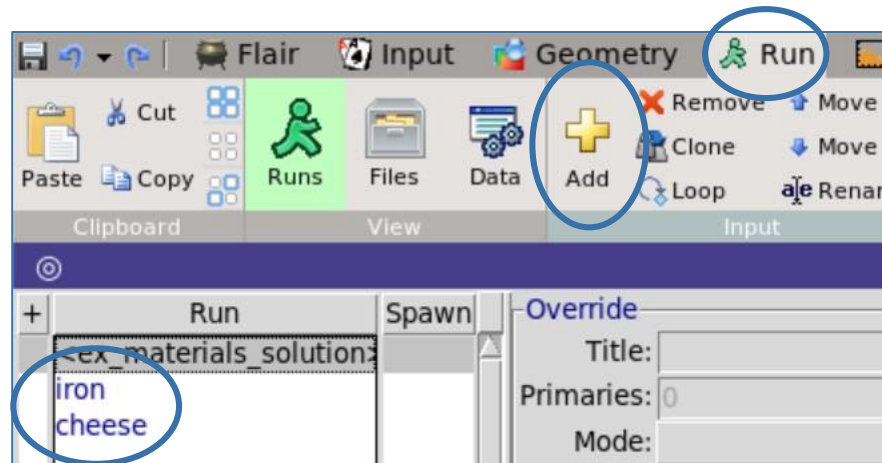 Flair Input Geometry Run
Cut Remove Move
Clone Move
Paste Copy Runs Files Data Add Loop Renar
Clipboard View Input
+ Run Spawn Override
<ex_materials_solution> Title:
iron Primaries: 0
cheese Mode: